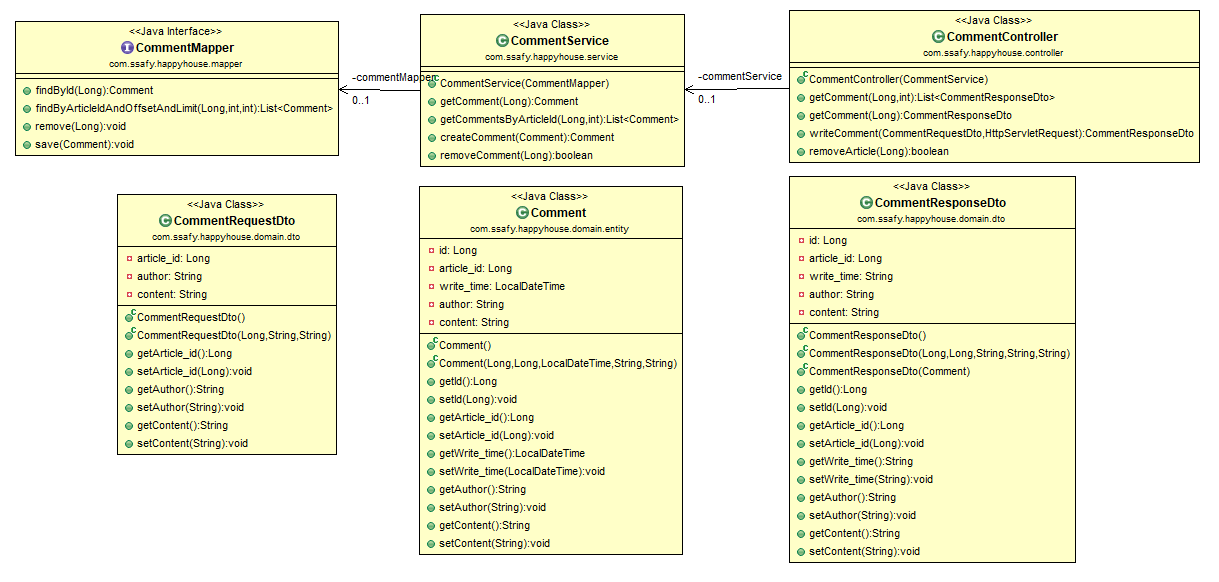 <<Java Interface>>
CommentMapper
com.ssafy.happyhouse.mapper
findById(Long):Comment
findByArticleIdAndOffsetAndLimit(Long,int,int):List<Comment>
remove(Long):void
save(Comment):void
-commentMapper
0..1
<<Java Class>>
CommentService
com.ssafy.happyhouse.service
CommentService(CommentMapper)
getComment(Long):Comment
getCommentsByArticleId(Long,int):List<Comment>
createComment(Comment):Comment
removeComment(Long):boolean
-commentService
0..1
<<Java Class>>
CommentController
com.ssafy.happyhouse.controller
CommentController(CommentService)
getComment(Long,int):List<CommentResponseDto>
getComment(Long):CommentResponseDto
writeComment(CommentRequestDto,HttpServletRequest):CommentResponseDto
removeArticle(Long):boolean
<<Java Class>>
CommentRequestDto
com.ssafy.happyhouse.domain.dto
article_id: Long
author: String
content: String
CommentRequestDto()
CommentRequestDto(Long,String,String)
getArticle_id():Long
setArticle_id(Long):void
getAuthor():String
setAuthor(String):void
getContent():String
setContent(String):void
<<Java Class>>
Comment
com.ssafy.happyhouse.domain.entity
id: Long
article_id: Long
write_time: LocalDateTime
author: String
content: String
Comment()
Comment(Long,Long,LocalDateTime,String,String)
getId():Long
setId(Long):void
getArticle_id():Long
setArticle_id(Long):void
getWrite_time():LocalDateTime
setWrite_time(LocalDateTime):void
getAuthor():String
setAuthor(String):void
getContent():String
setContent(String):void
<<Java Class>>
CommentResponseDto
com.ssafy.happyhouse.domain.dto
id: Long
article_id: Long
write_time: String
author: String
content: String
CommentResponseDto()
CommentResponseDto(Long,Long,String,String,String)
CommentResponseDto(Comment)
getId():Long
setId(Long):void
getArticle_id():Long
setArticle_id(Long):void
getWrite_time():String
setWrite_time(String):void
getAuthor():String
setAuthor(String):void
getContent():String
setContent(String):void